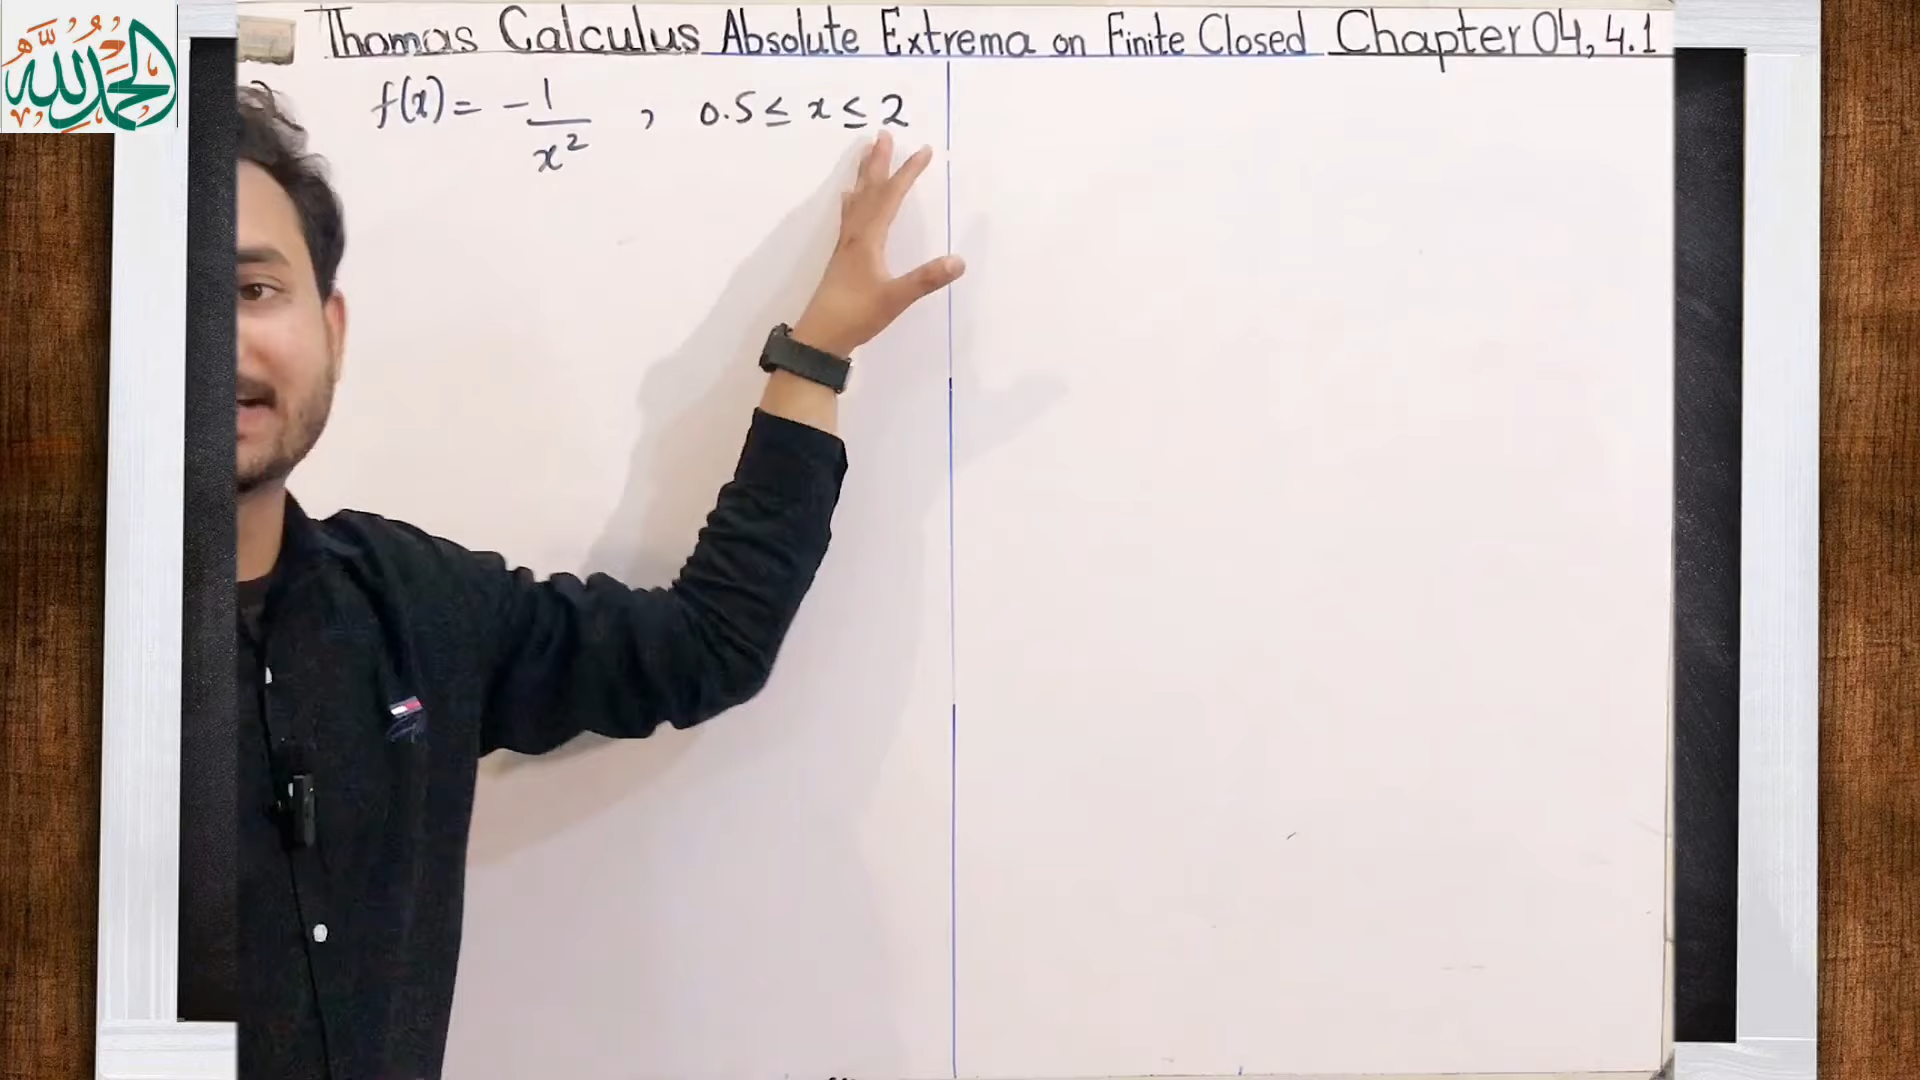 الحمد لله
Thomas Calculus Absolute Extrema on Finite Closed Chapter 04, 4.1
f(x) = -1/x² , 0.5 ≤ x ≤ 2